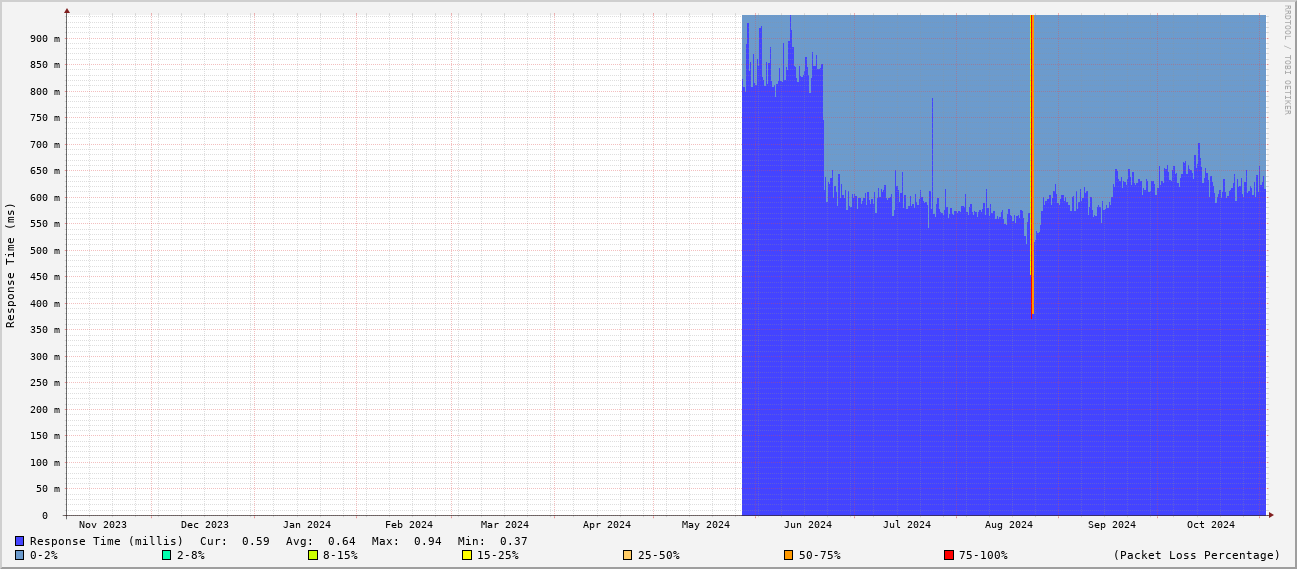 RRDTOOL / TOBI OETIKER
Response Time (ms)
900 m
850 m
800 m
750 m
700 m
650 m
600 m
550 m
500 m
450 m
400 m
350 m
300 m
250 m
200 m
150 m
100 m
50 m
0
Nov 2023 Dec 2023 Jan 2024 Feb 2024 Mar 2024 Apr 2024 May 2024 Jun 2024 Jul 2024 Aug 2024 Sep 2024 Oct 2024
Response Time (millis) Cur: 0.59 Avg: 0.64 Max: 0.94 Min: 0.37
0-2% 2-8% 8-15% 15-25% 25-50% 50-75% 75-100% (Packet Loss Percentage)